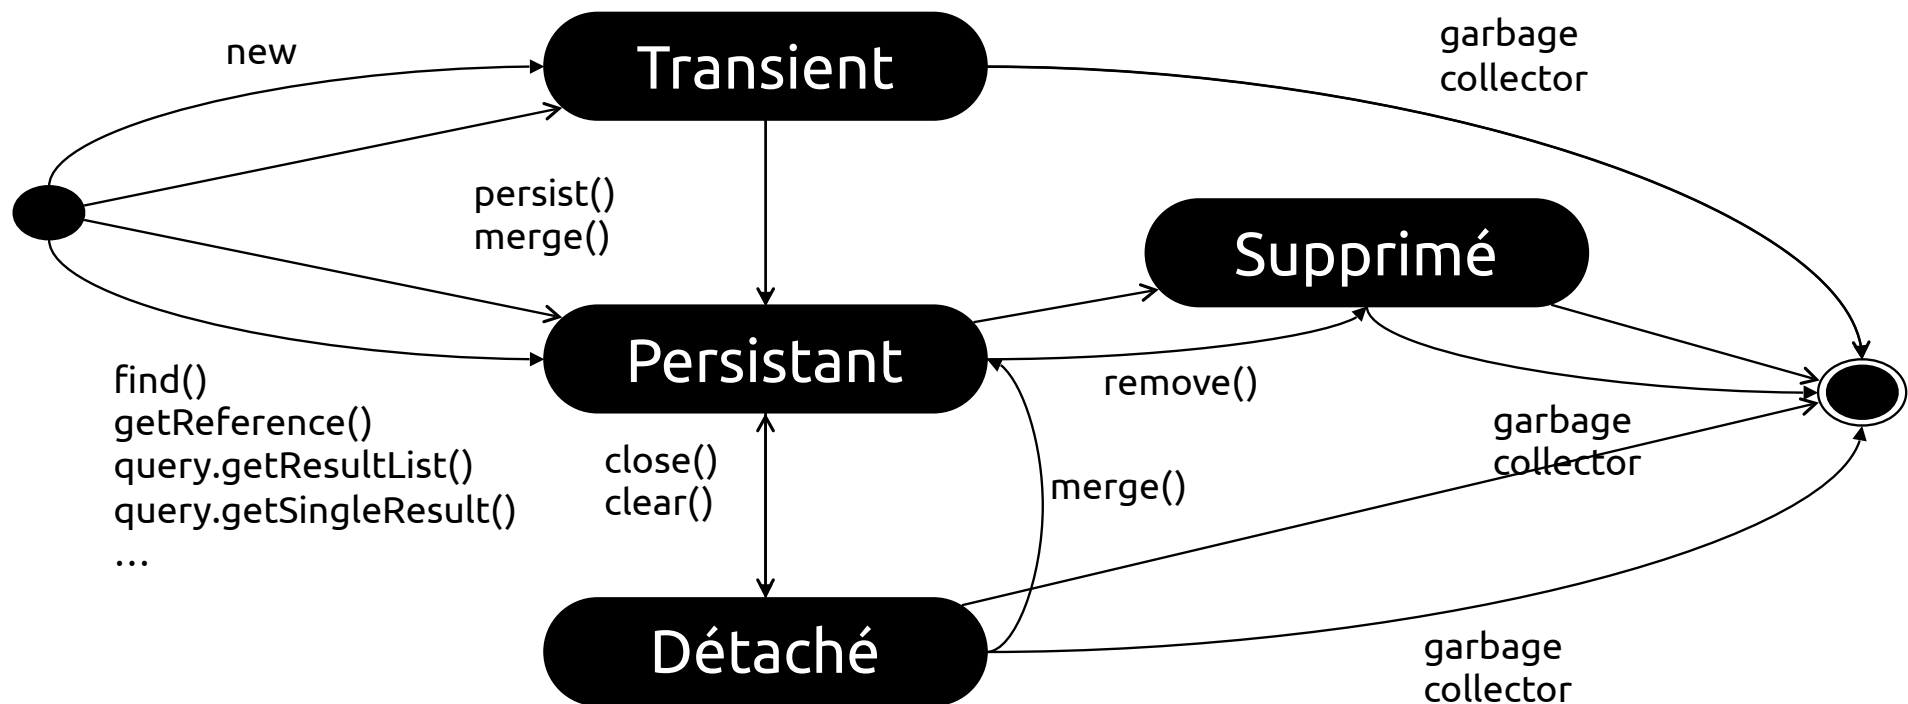 new
Transient
garbage
collector
persist()
merge()
Supprimé
Persistant
find()
getReference()
query.getResultList()
query.getSingleResult()
...
remove()
close()
clear()
merge()
garbage
collector
Détaché
garbage
collector